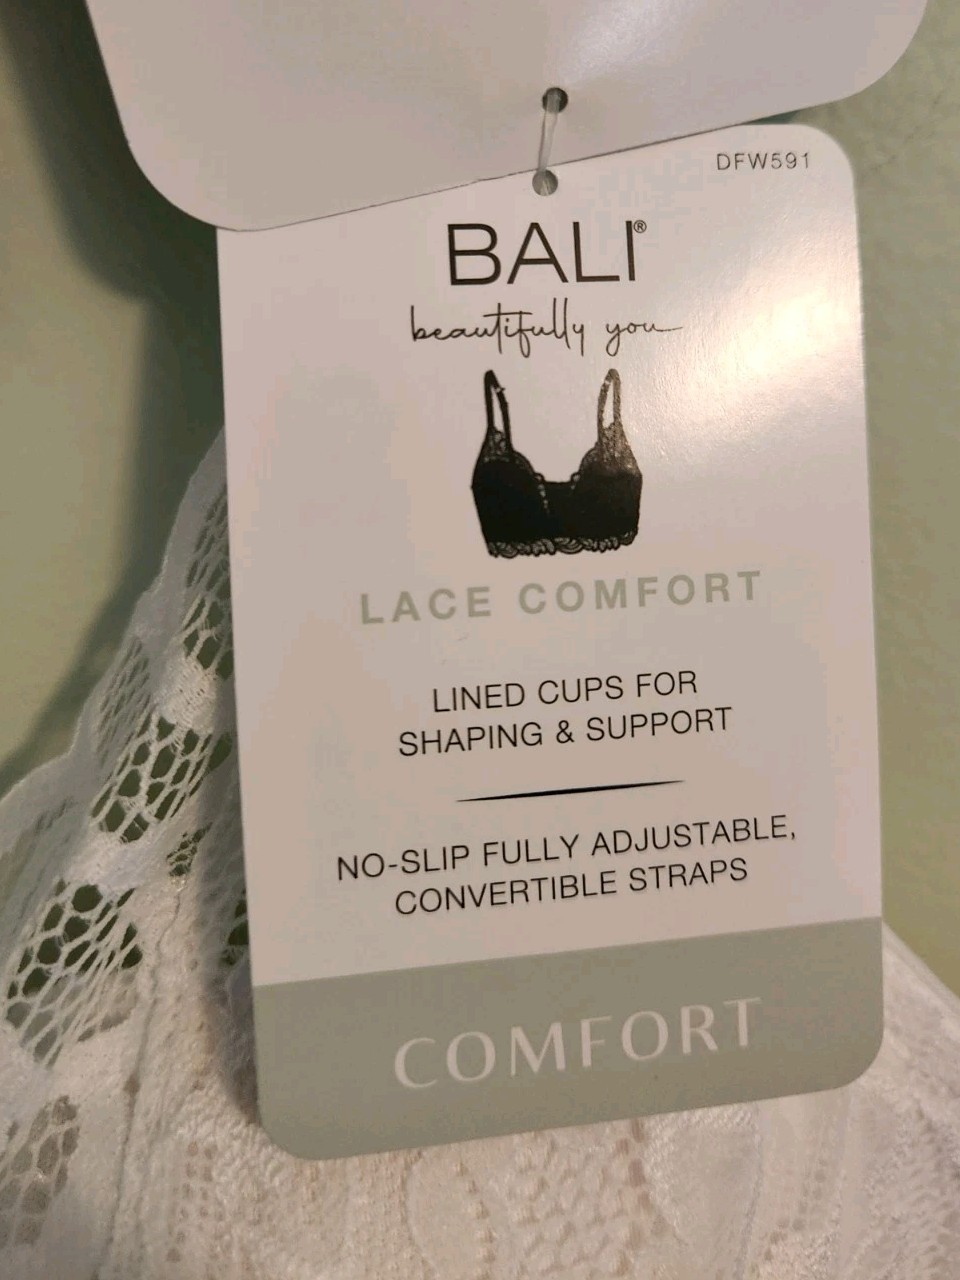 DFW591
BALI®
beautifully you
LACE COMFORT
LINED CUPS FOR
SHAPING & SUPPORT
NO-SLIP FULLY ADJUSTABLE,
CONVERTIBLE STRAPS
COMFORT